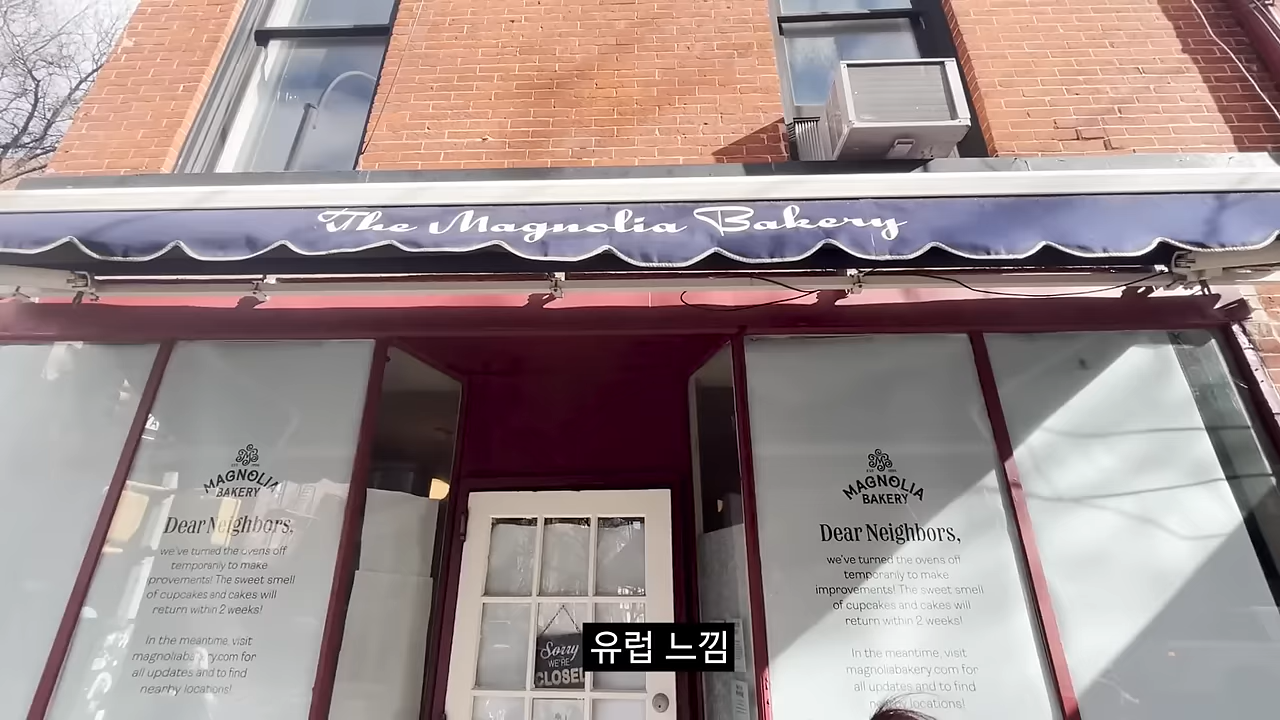 The Magnolia Bakery
MAGNOLIA
BAKERY
Dear Neighbors,
we've turned the ovens off
temporarily to make
provements! The sweet smell
of cupcakes and cakes will
return within 2 weeks!
In the meantime, visit
magnoliabakery.com for
all updates and to find
nearby locations!
Sorry
WE'RE
CLOSED
유럽 느낌
MAGNOLIA
BAKERY
Dear Neighbors,
we've turned the ovens off
temporarily to make
improvements! The sweet smell
of cupcakes and cakes will
return within 2 weeks!
In the meantime, visit
magnoliabakery.com for
all updates and to find
nearby locations!